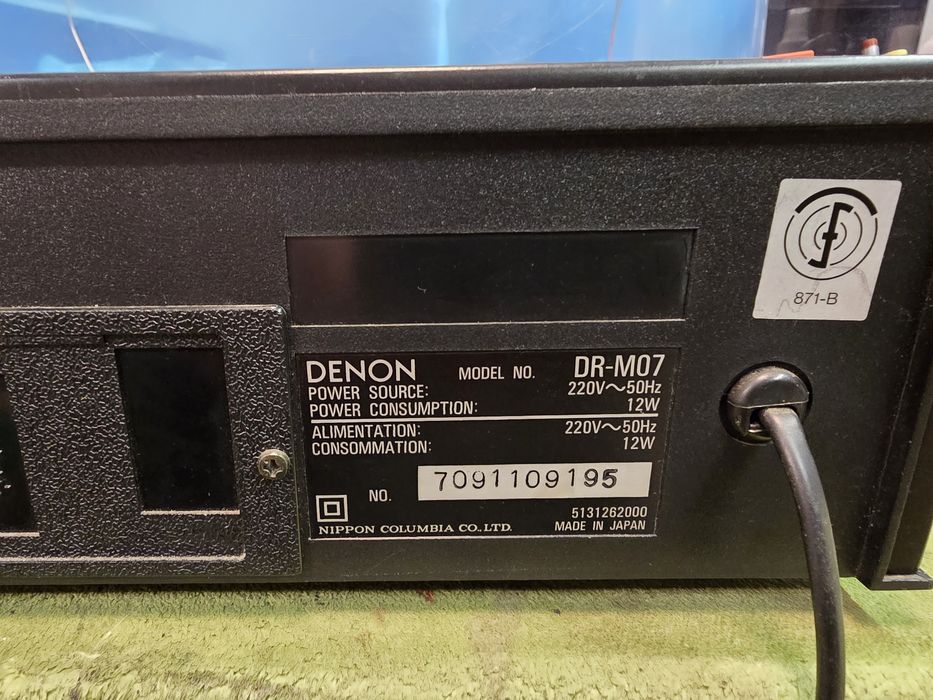 871-B
DENON MODEL NO. DR-M07
POWER SOURCE: 220V～50Hz
POWER CONSUMPTION: 12W
ALIMENTATION: 220V～50Hz
CONSOMMATION: 12W
NO. 7091109195
5131262000
NIPPON COLUMBIA CO., LTD. MADE IN JAPAN